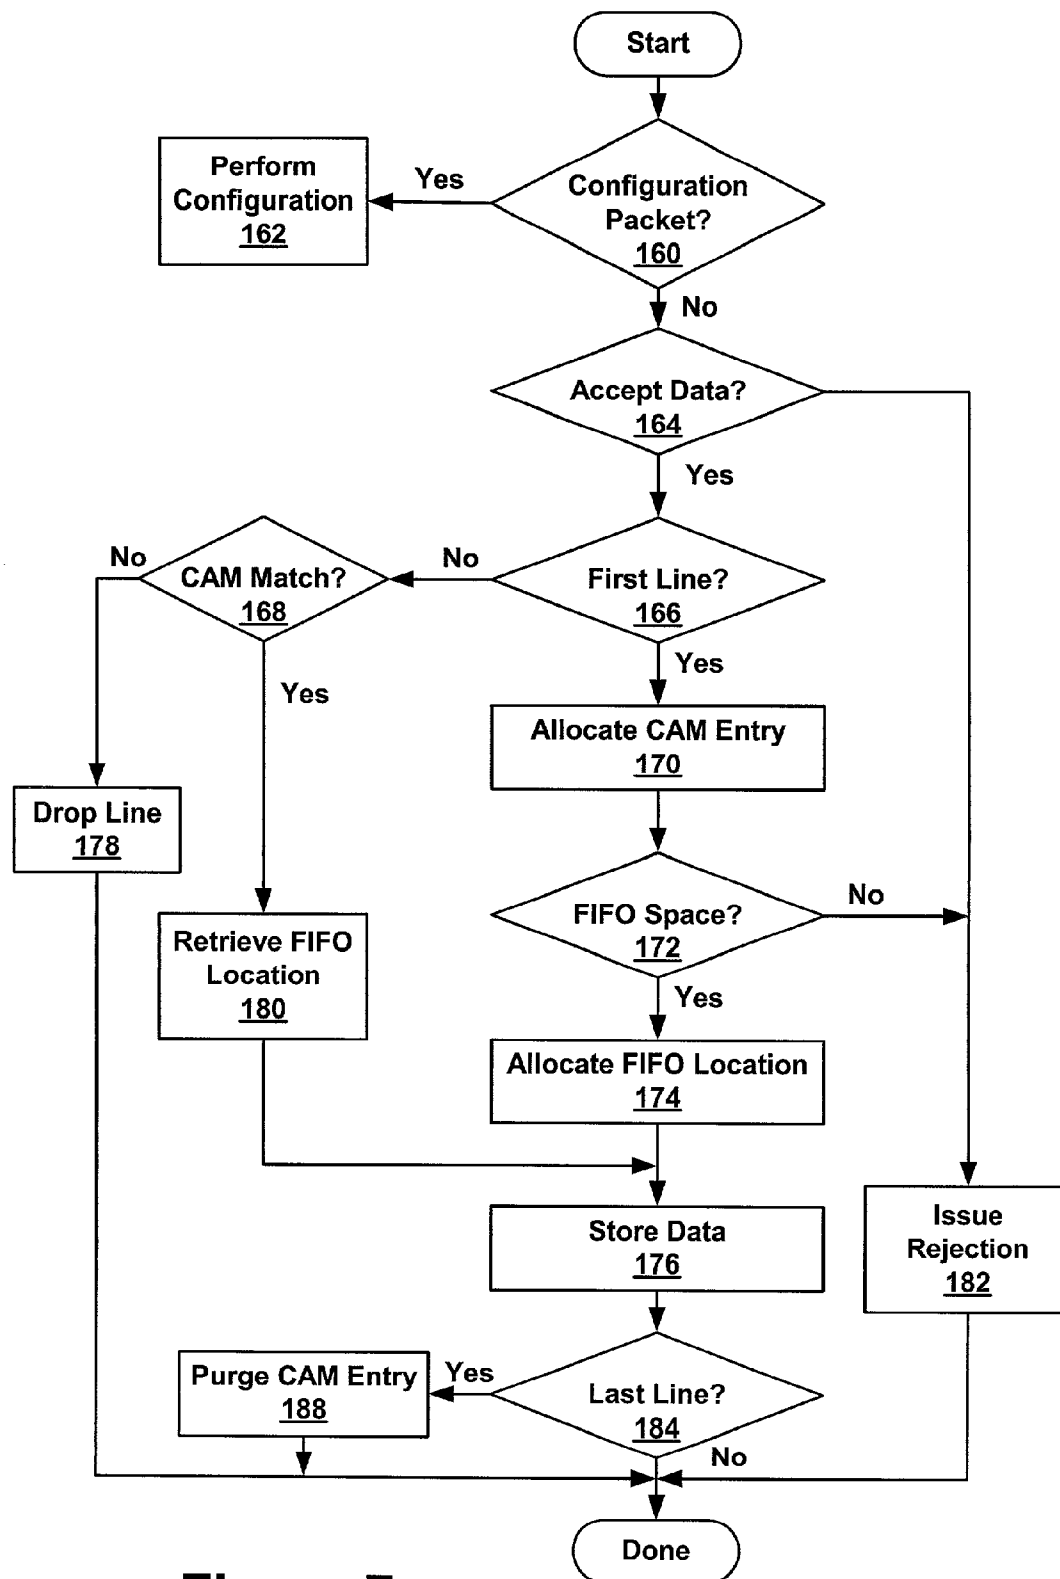 Start
Configuration
Packet?
160
Yes
Perform
Configuration
162
No
Accept Data?
164
Yes
First Line?
166
No
CAM Match?
168
No
Yes
Yes
Allocate CAM Entry
170
Drop Line
178
FIFO Space?
172
No
Retrieve FIFO
Location
180
Yes
Allocate FIFO Location
174
Store Data
176
Issue
Rejection
182
Last Line?
184
Yes
Purge CAM Entry
188
No
Done